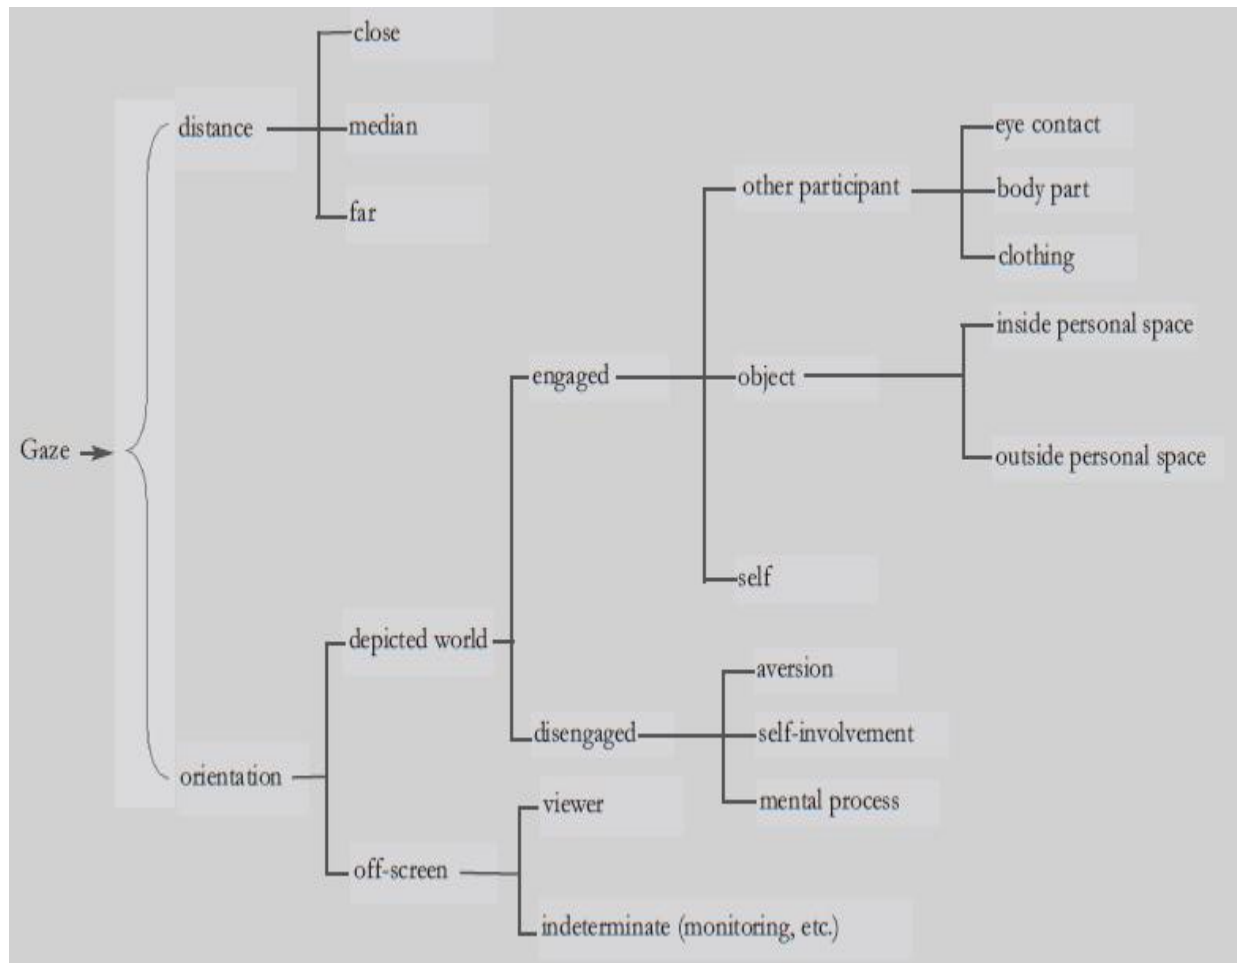 close
distance
median
far
eye contact
other participant
body part
clothing
inside personal space
engaged
object
outside personal space
Gaze
self
depicted world
aversion
disengaged
self-involvement
orientation
mental process
viewer
off-screen
indeterminate (monitoring, etc.)